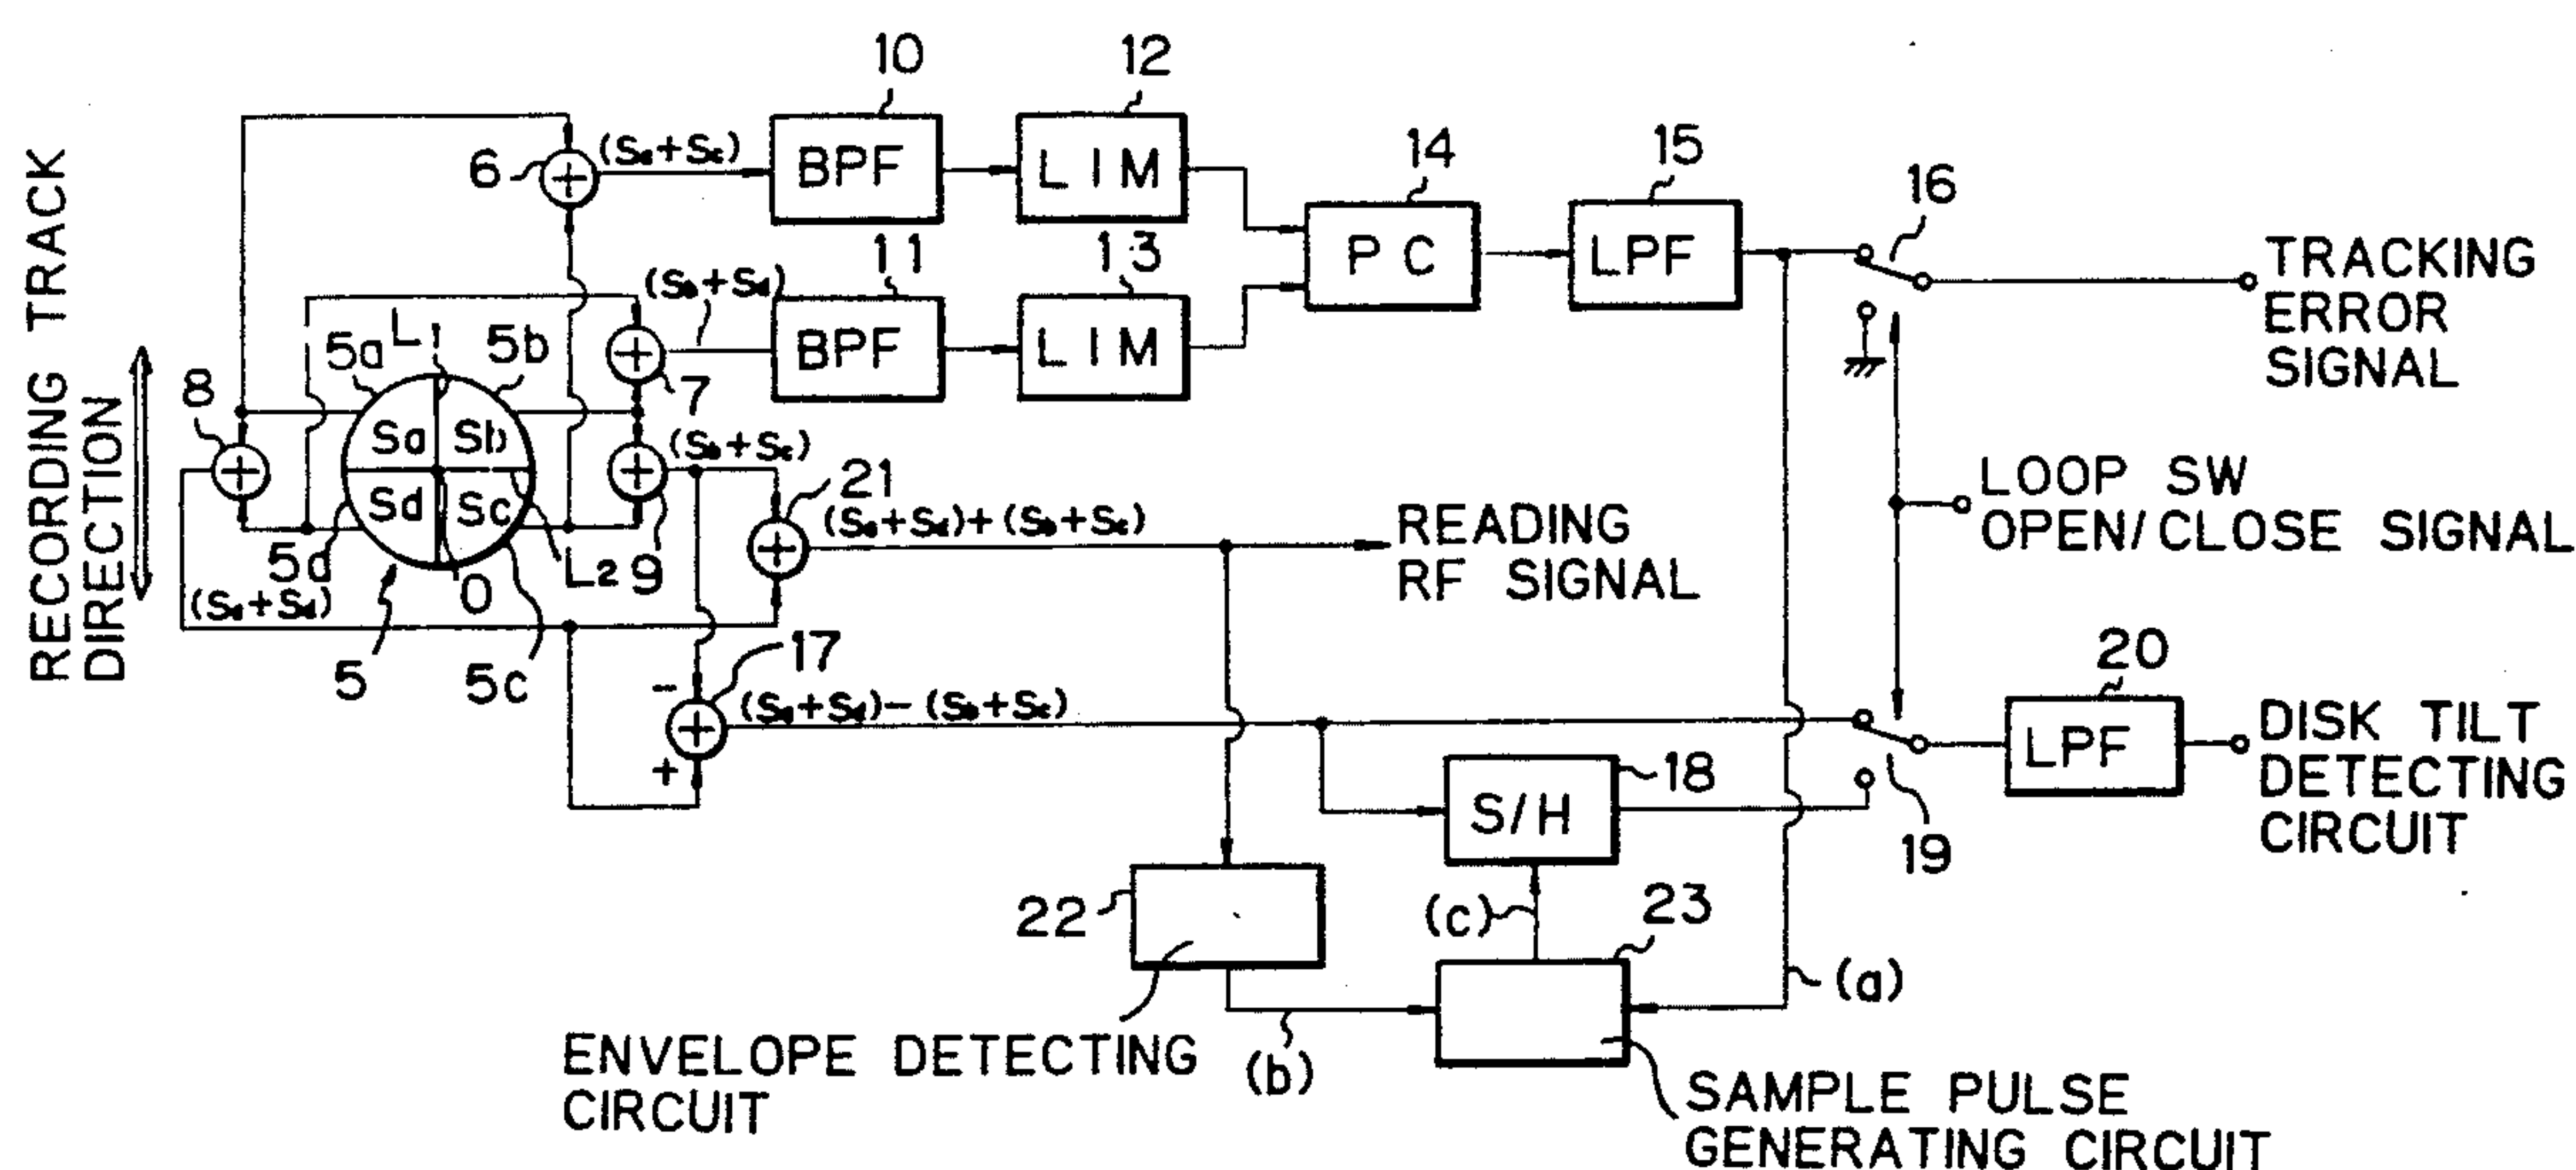 RECORDING TRACK
DIRECTION
10
12
6
(Sa+Sc)
BPF
LIM
14
15
16
11
13
(Sb+Sd)
BPF
LIM
PC
LPF
TRACKING
ERROR
SIGNAL
L
5a
5b
7
8
Sa
Sb
Sd
Sc
(Sb+Sc)
21
(Sa+Sd)+(Sb+Sc)
READING
RF SIGNAL
LOOP SW
OPEN/CLOSE SIGNAL
5d
O
L2
9
(Sa+Sd)
5
5c
-
17
+
(Sa+Sd)-(Sb+Sc)
20
LPF
DISK TILT
DETECTING
CIRCUIT
18
S/H
19
22
(c)
23
(a)
(b)
ENVELOPE DETECTING
CIRCUIT
SAMPLE PULSE
GENERATING CIRCUIT